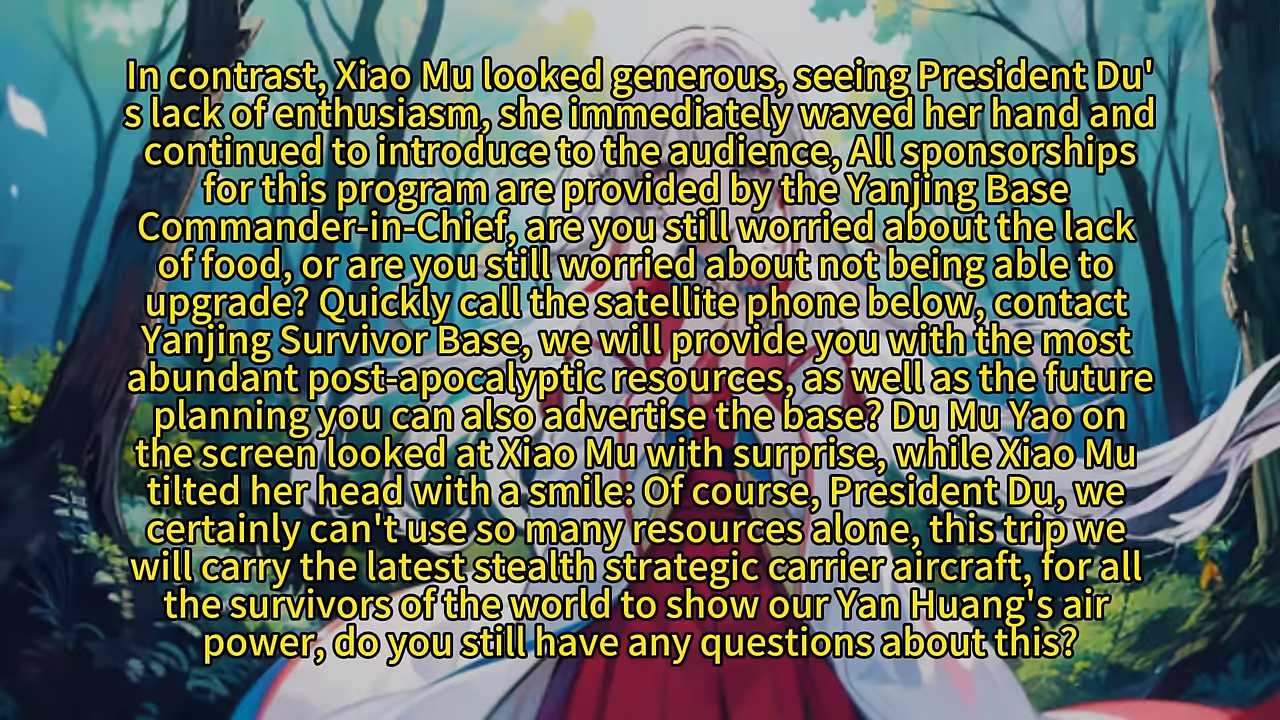 In contrast, Xiao Mu looked generous, seeing President Du'
s lack of enthusiasm, she immediately waved her hand and
continued to introduce to the audience, All sponsorships
for this program are provided by the Yanjing Base
Commander-in-Chief, are you still worried about the lack
of food, or are you still worried about not being able to
upgrade? Quickly call the satellite phone below, contact
Yanjing Survivor Base, we will provide you with the most
abundant post-apocalyptic resources, as well as the future
planning you can also advertise the base? Du Mu Yao on
the screen looked at Xiao Mu with surprise, while Xiao Mu
tilted her head with a smile: Of course, President Du, we
certainly can't use so many resources alone, this trip we
will carry the latest stealth strategic carrier aircraft, for all
the survivors of the world to show our Yan Huang's air
power, do you still have any questions about this?